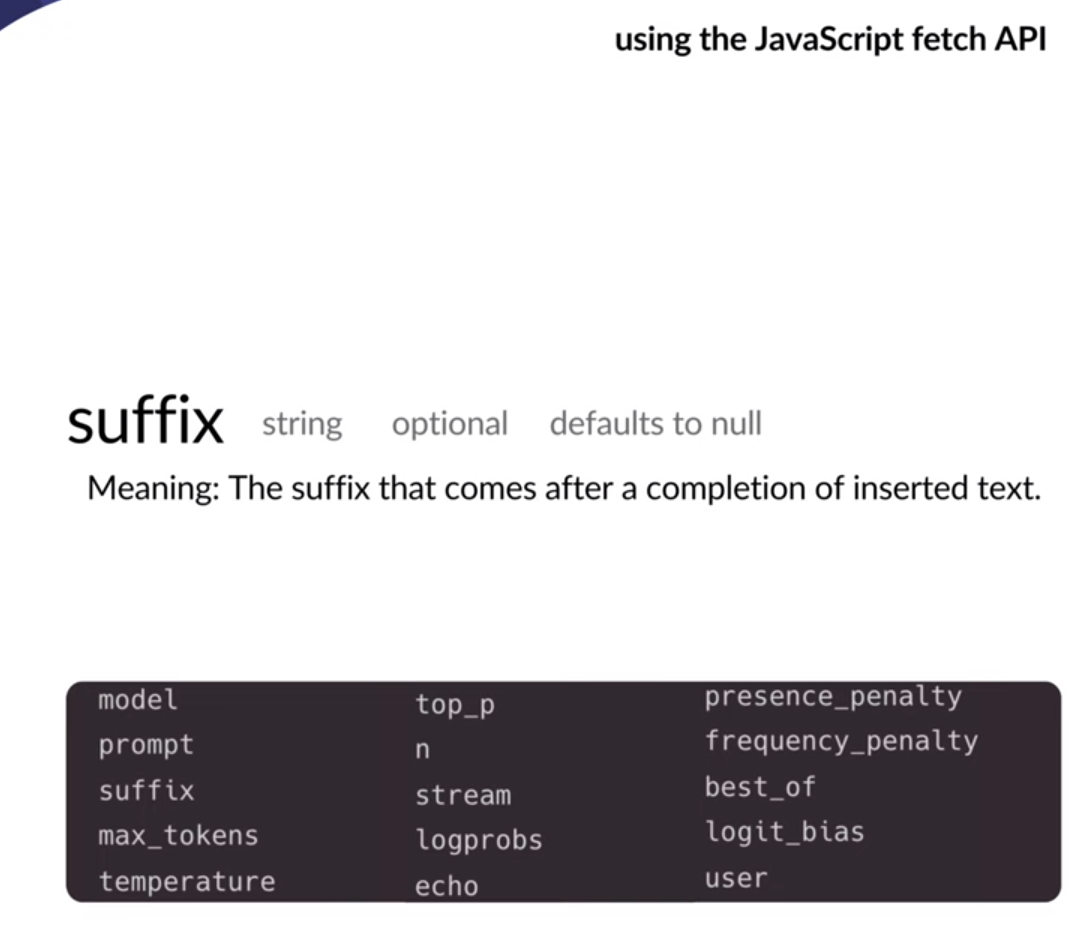 using the JavaScript fetch API
suffix string optional defaults to null
Meaning: The suffix that comes after a completion of inserted text.
model
prompt
suffix
max_tokens
temperature
top_p
n
stream
logprobs
echo
presence_penalty
frequency_penalty
best_of
logit_bias
user